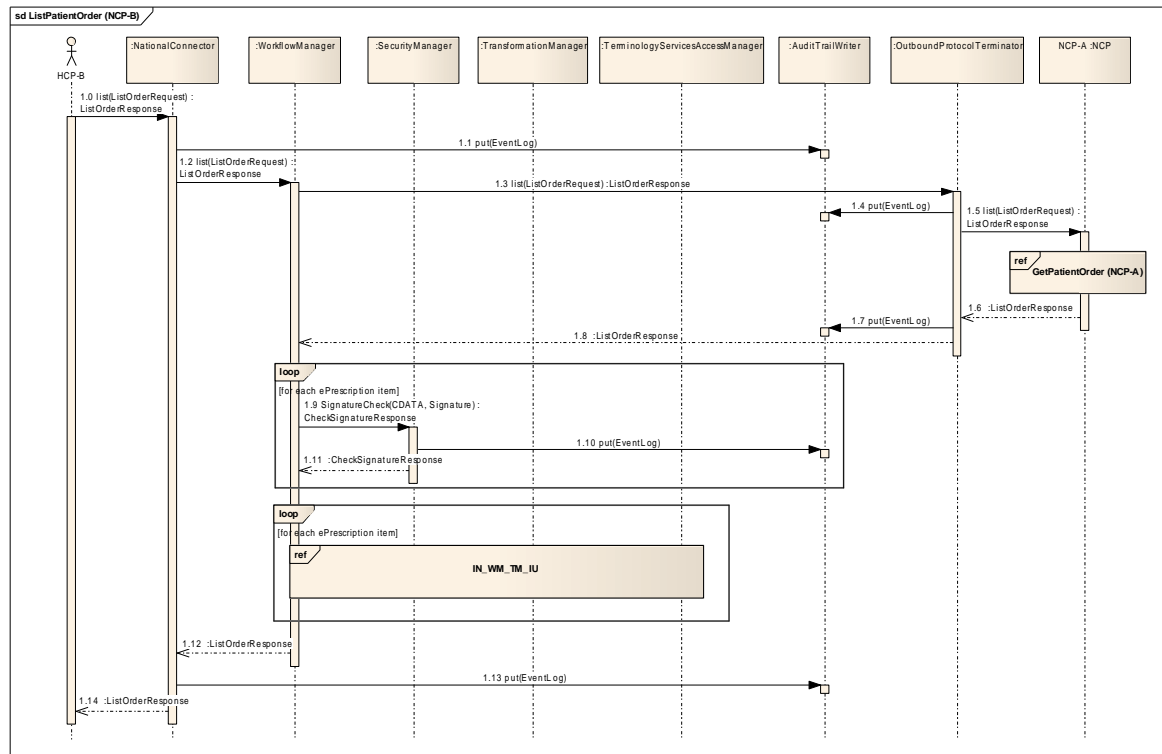 sd ListPatientOrder (NCP-B)
HCP-B
:NationalConnector
:WorkflowManager
:SecurityManager
:TransformationManager
:TerminologyServicesAccessManager
:AuditTrailWriter
:OutboundProtocolTerminator
NCP-A :NCP
1.0 list(ListOrderRequest) :
ListOrderResponse
1.1 put(EventLog)
1.2 list(ListOrderRequest) :
ListOrderResponse
1.3 list(ListOrderRequest) :ListOrderResponse
1.4 put(EventLog)
1.5 list(ListOrderRequest) :
ListOrderResponse
ref
GetPatientOrder (NCP-A)
1.6 :ListOrderResponse
1.7 put(EventLog)
1.8 :ListOrderResponse
loop
[for each ePrescription item]
1.9 SignatureCheck(CDATA, Signature) :
CheckSignatureResponse
1.10 put(EventLog)
1.11 :CheckSignatureResponse
loop
[for each ePrescription item]
ref
IN_WM_TM_IU
1.12 :ListOrderResponse
1.13 put(EventLog)
1.14 :ListOrderResponse